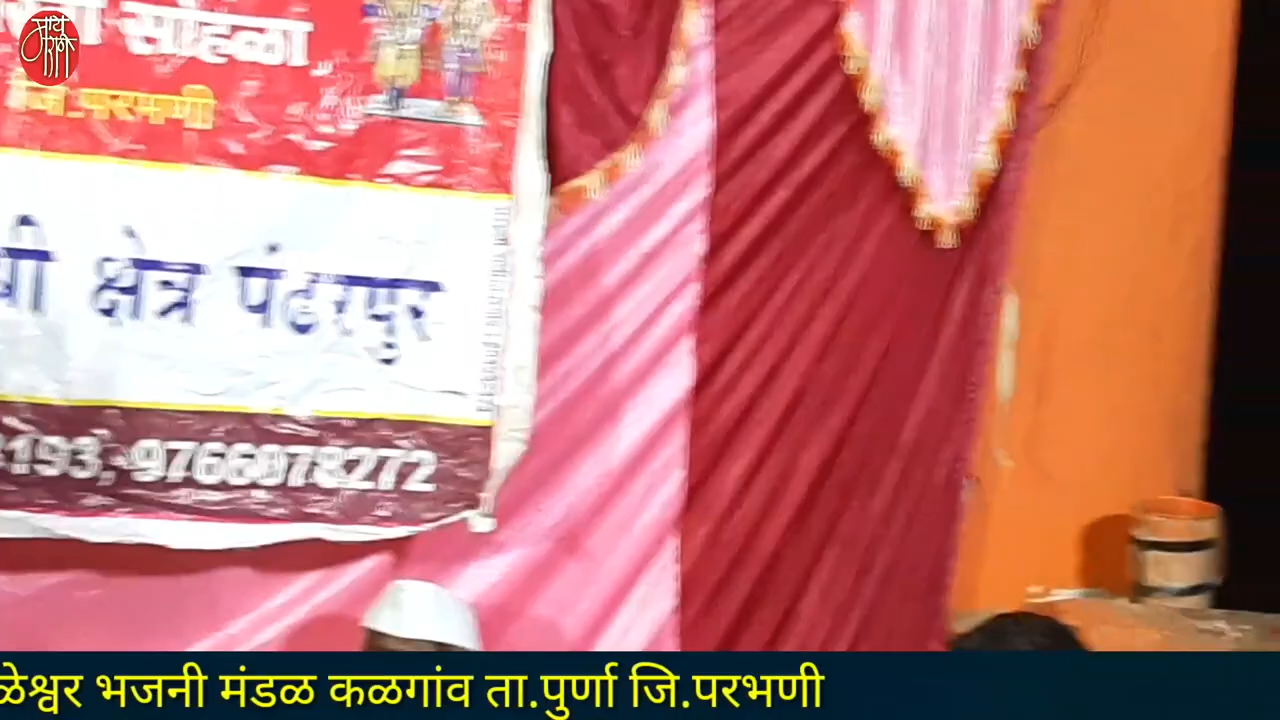 सोहळा
जि.परभणी
क्षेत्र पंढरपुर
193, 9766078272
ळेश्वर भजनी मंडळ कळगांव ता.पुर्णा जि.परभणी